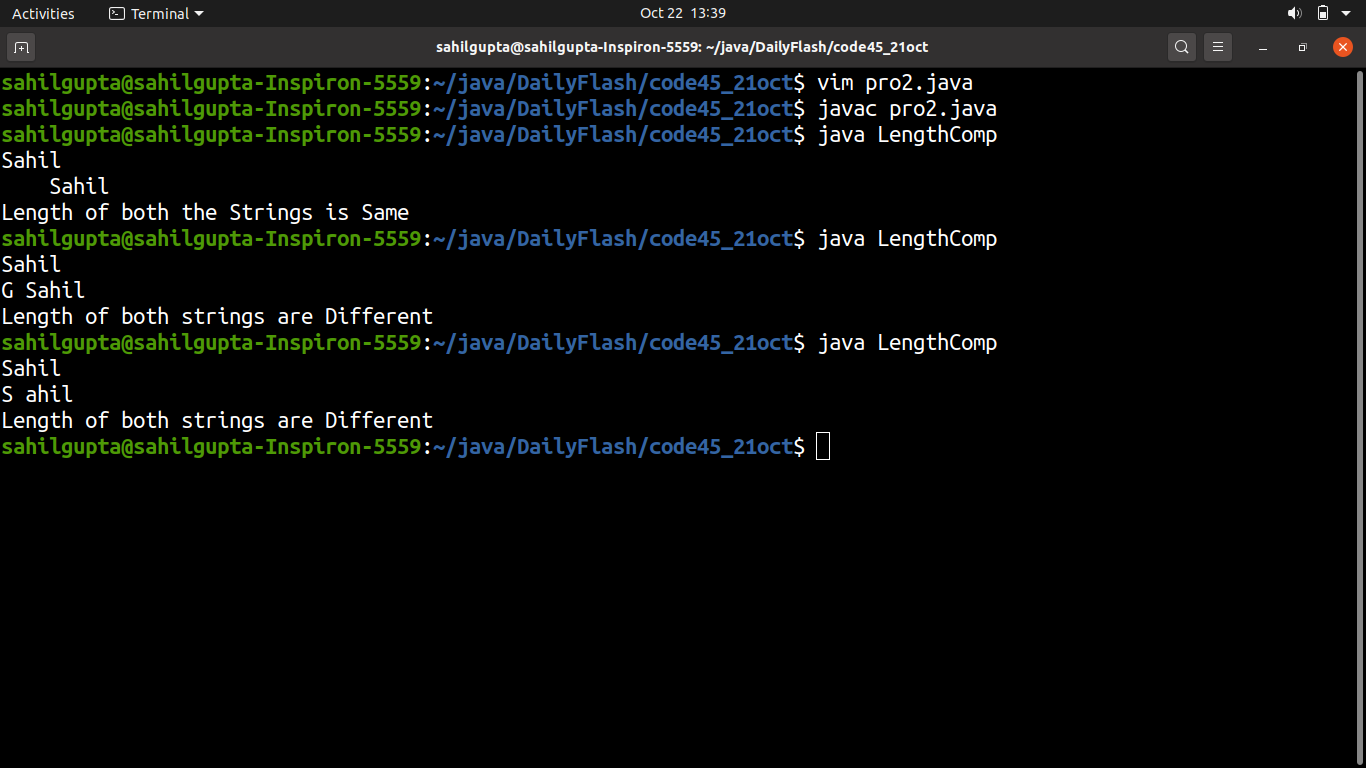 Activities Terminal Oct 22 13:39
sahilgupta@sahilgupta-Inspiron-5559: ~/java/DailyFlash/code45_21oct
sahilgupta@sahilgupta-Inspiron-5559:~/java/DailyFlash/code45_21oct$ vim pro2.java
sahilgupta@sahilgupta-Inspiron-5559:~/java/DailyFlash/code45_21oct$ javac pro2.java
sahilgupta@sahilgupta-Inspiron-5559:~/java/DailyFlash/code45_21oct$ java LengthComp
Sahil
    Sahil
Length of both the Strings is Same
sahilgupta@sahilgupta-Inspiron-5559:~/java/DailyFlash/code45_21oct$ java LengthComp
Sahil
G Sahil
Length of both strings are Different
sahilgupta@sahilgupta-Inspiron-5559:~/java/DailyFlash/code45_21oct$ java LengthComp
Sahil
S ahil
Length of both strings are Different
sahilgupta@sahilgupta-Inspiron-5559:~/java/DailyFlash/code45_21oct$